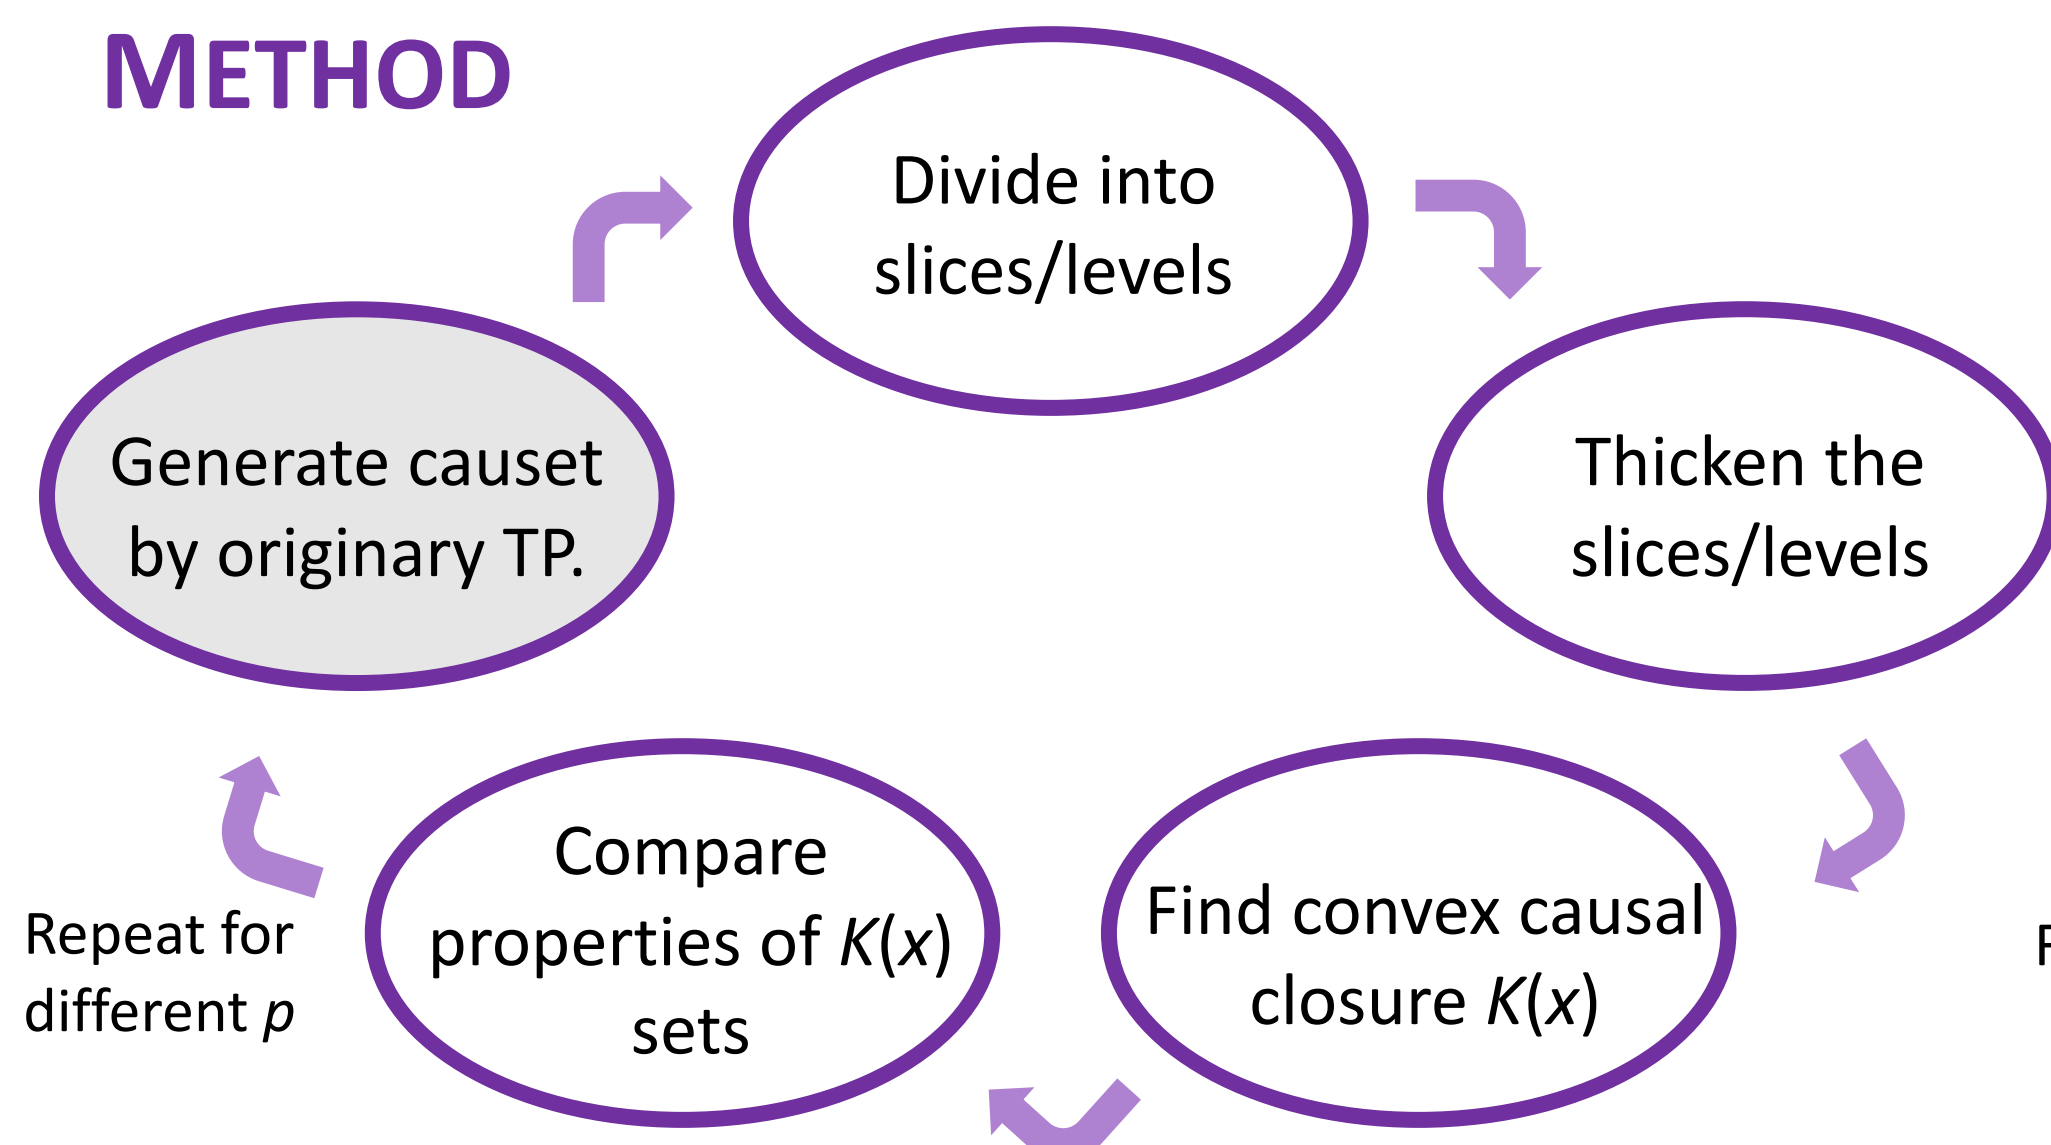 METHOD
Divide into
slices/levels
Generate causet
by originary TP.
Thicken the
slices/levels
Compare
properties of K(x)
sets
Find convex causal
closure K(x)
Repeat for
different p